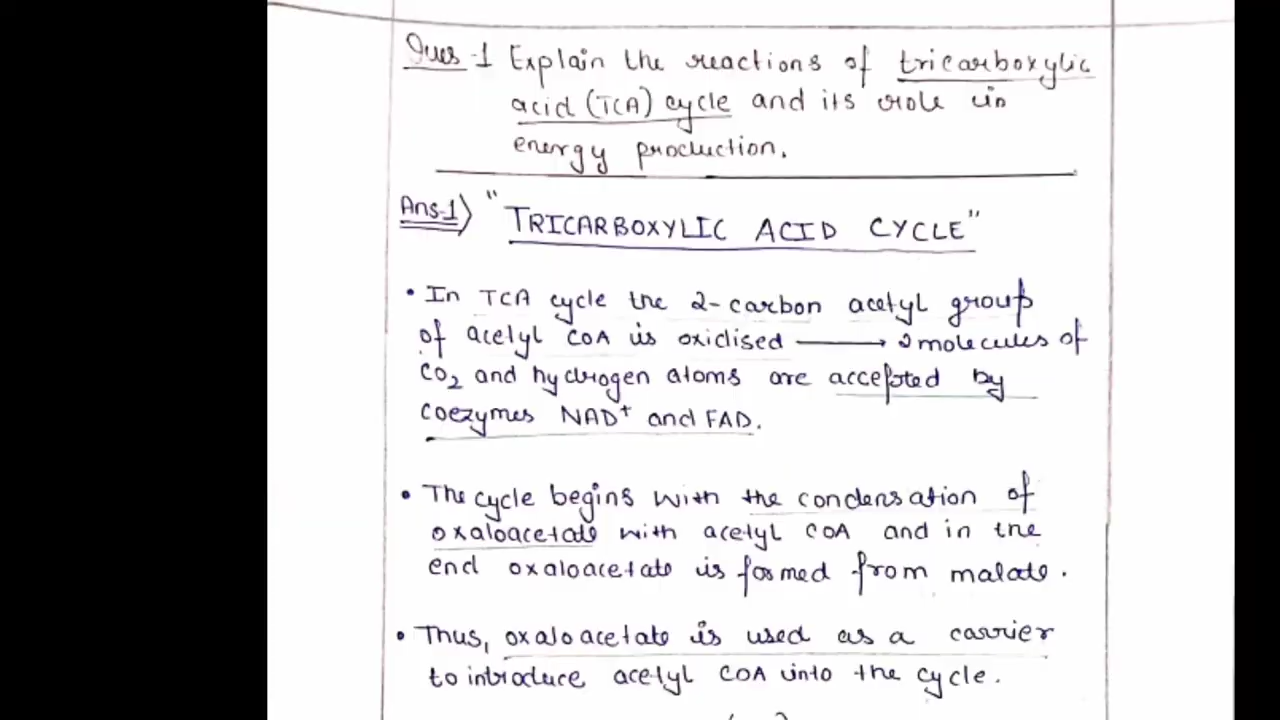 Ques-1 Explain the reactions of tricarboxylic
acid (TCA) cycle and its role in
energy production.
Ans-1) "TRICARBOXYLIC ACID CYCLE"
• In TCA cycle the 2-carbon acetyl group
of acetyl COA is oxidised → 2 molecules of
CO2 and hydrogen atoms are accepted by
coezymes NAD+ and FAD.
• The cycle begins with the condensation of
oxaloacetate with acetyl COA and in the
end oxaloacetate is formed from malate.
• Thus, oxaloacetate is used as a carrier
to introduce acetyl COA into the cycle.